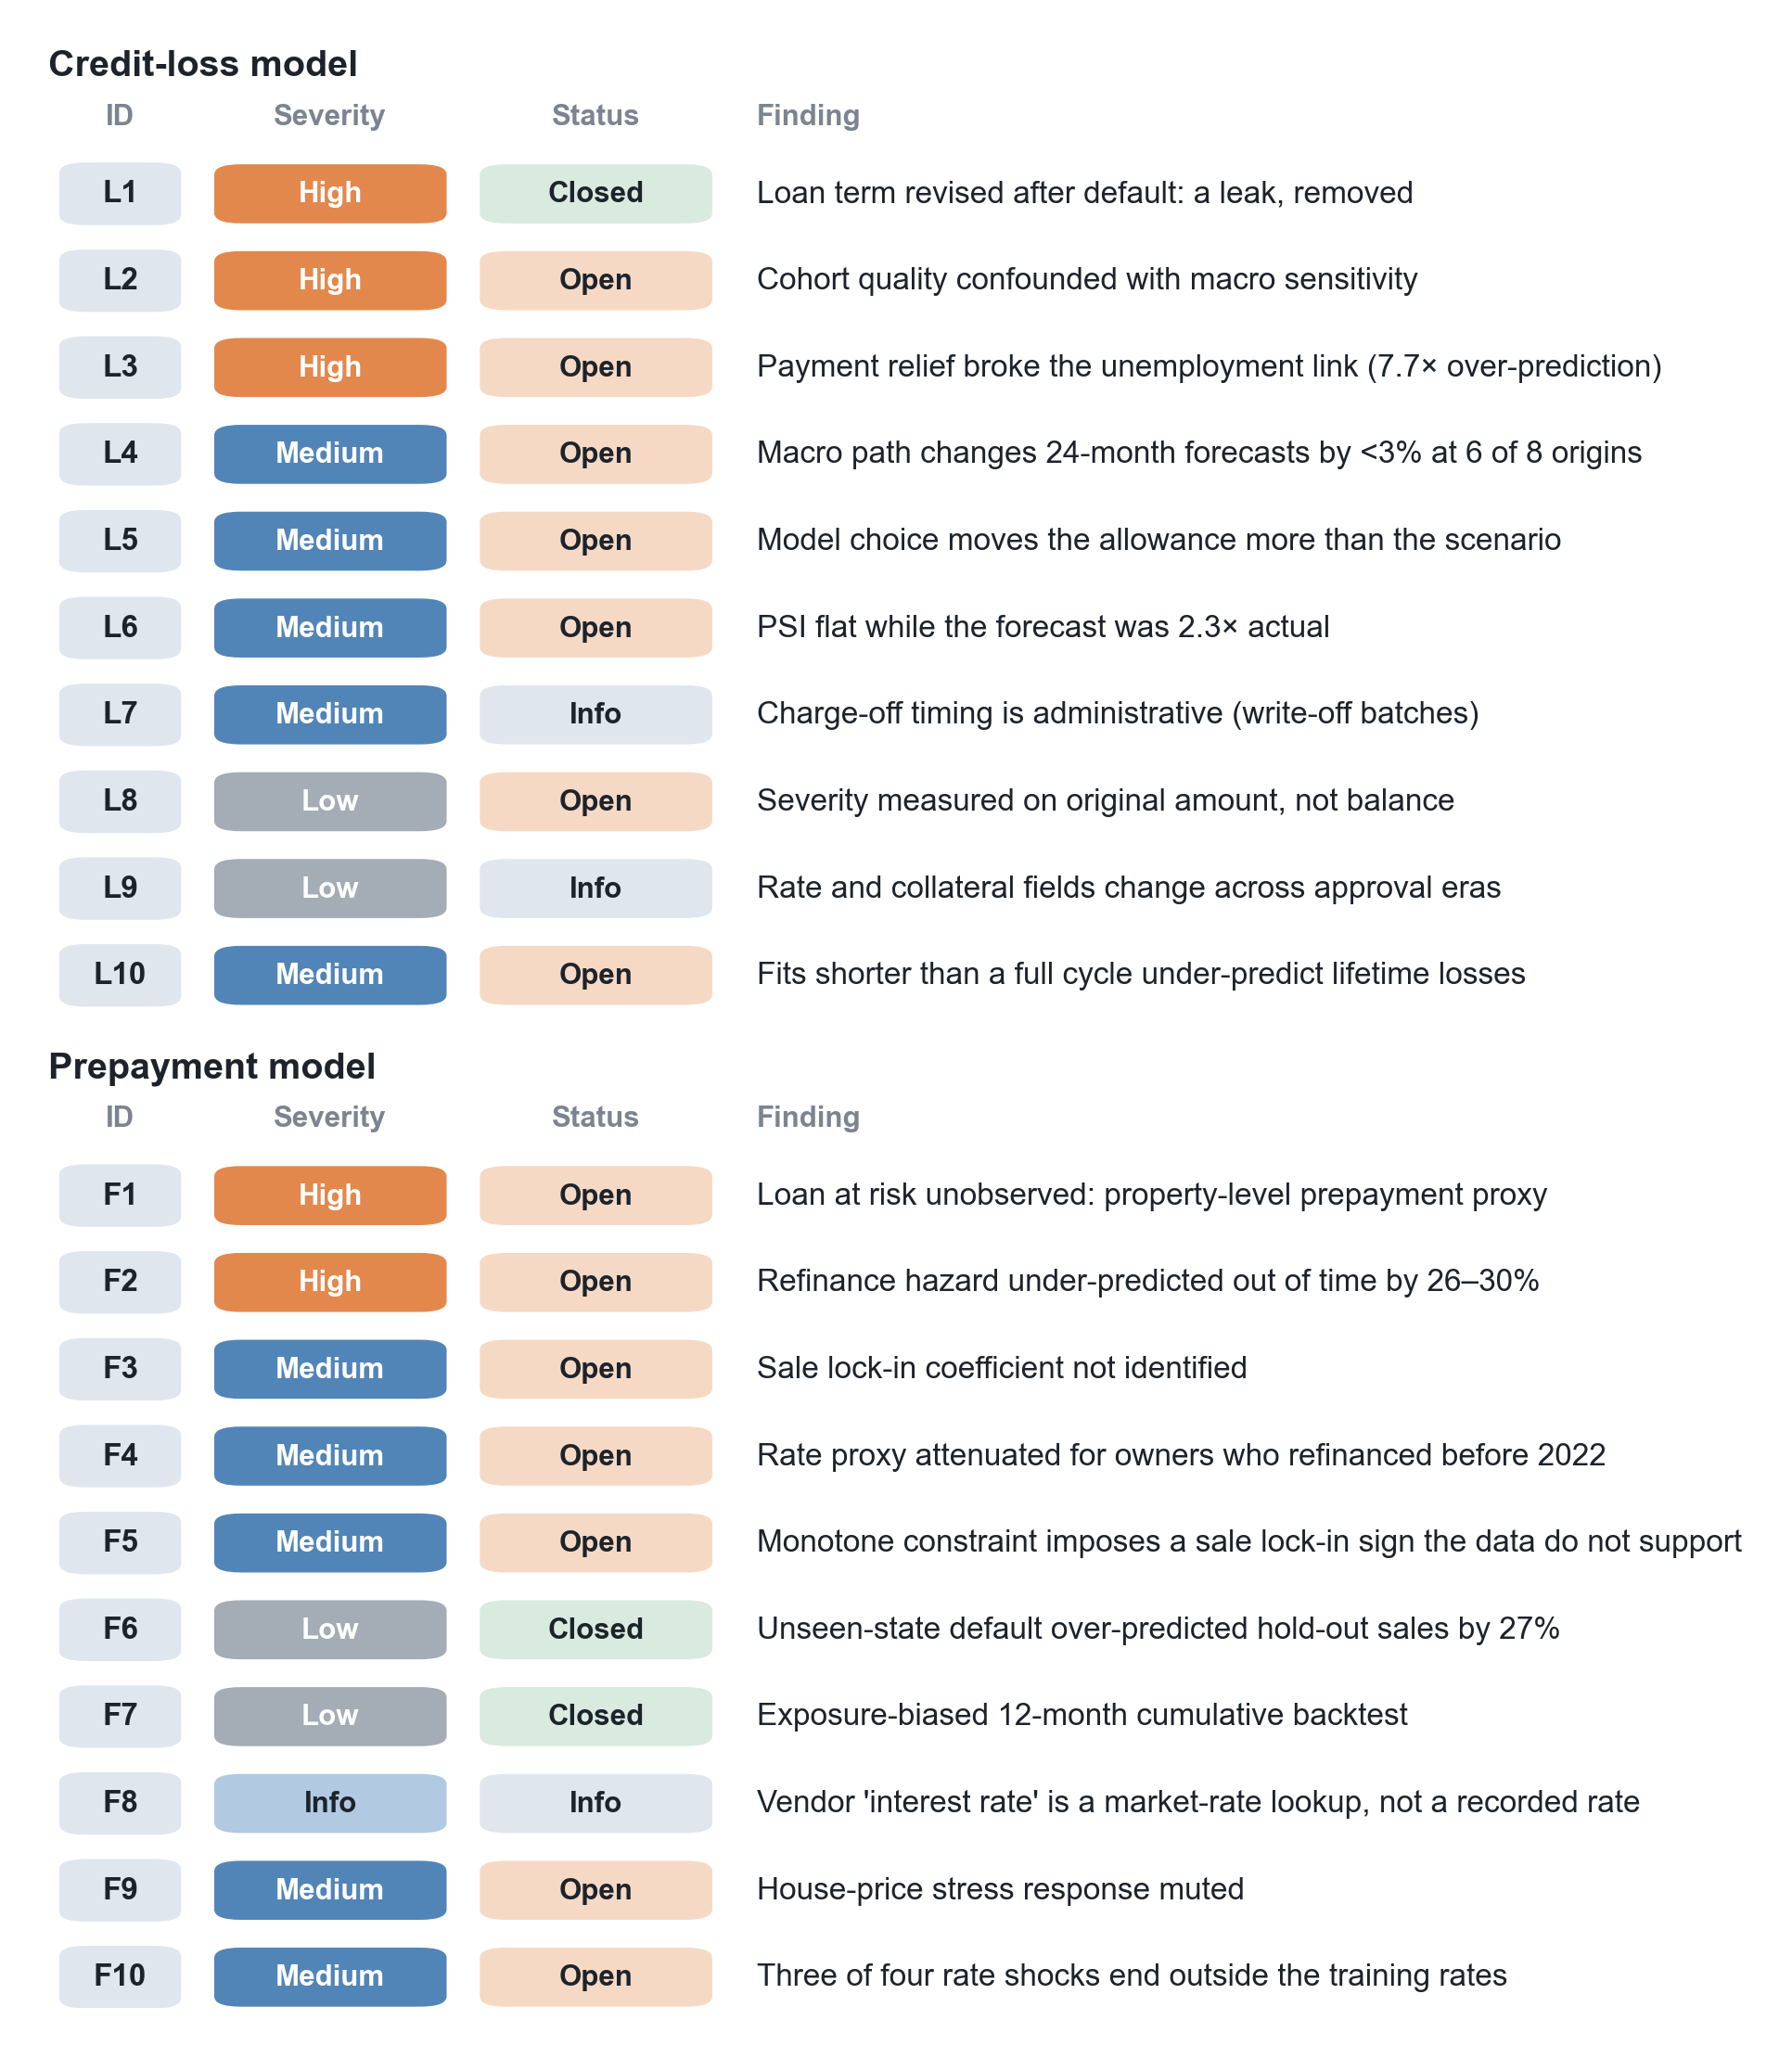 Credit-loss model
ID Severity Status Finding
L1 High Closed Loan term revised after default: a leak, removed
L2 High Open Cohort quality confounded with macro sensitivity
L3 High Open Payment relief broke the unemployment link (7.7× over-prediction)
L4 Medium Open Macro path changes 24-month forecasts by <3% at 6 of 8 origins
L5 Medium Open Model choice moves the allowance more than the scenario
L6 Medium Open PSI flat while the forecast was 2.3× actual
L7 Medium Info Charge-off timing is administrative (write-off batches)
L8 Low Open Severity measured on original amount, not balance
L9 Low Info Rate and collateral fields change across approval eras
L10 Medium Open Fits shorter than a full cycle under-predict lifetime losses
Prepayment model
ID Severity Status Finding
F1 High Open Loan at risk unobserved: property-level prepayment proxy
F2 High Open Refinance hazard under-predicted out of time by 26–30%
F3 Medium Open Sale lock-in coefficient not identified
F4 Medium Open Rate proxy attenuated for owners who refinanced before 2022
F5 Medium Open Monotone constraint imposes a sale lock-in sign the data do not support
F6 Low Closed Unseen-state default over-predicted hold-out sales by 27%
F7 Low Closed Exposure-biased 12-month cumulative backtest
F8 Info Info Vendor 'interest rate' is a market-rate lookup, not a recorded rate
F9 Medium Open House-price stress response muted
F10 Medium Open Three of four rate shocks end outside the training rates